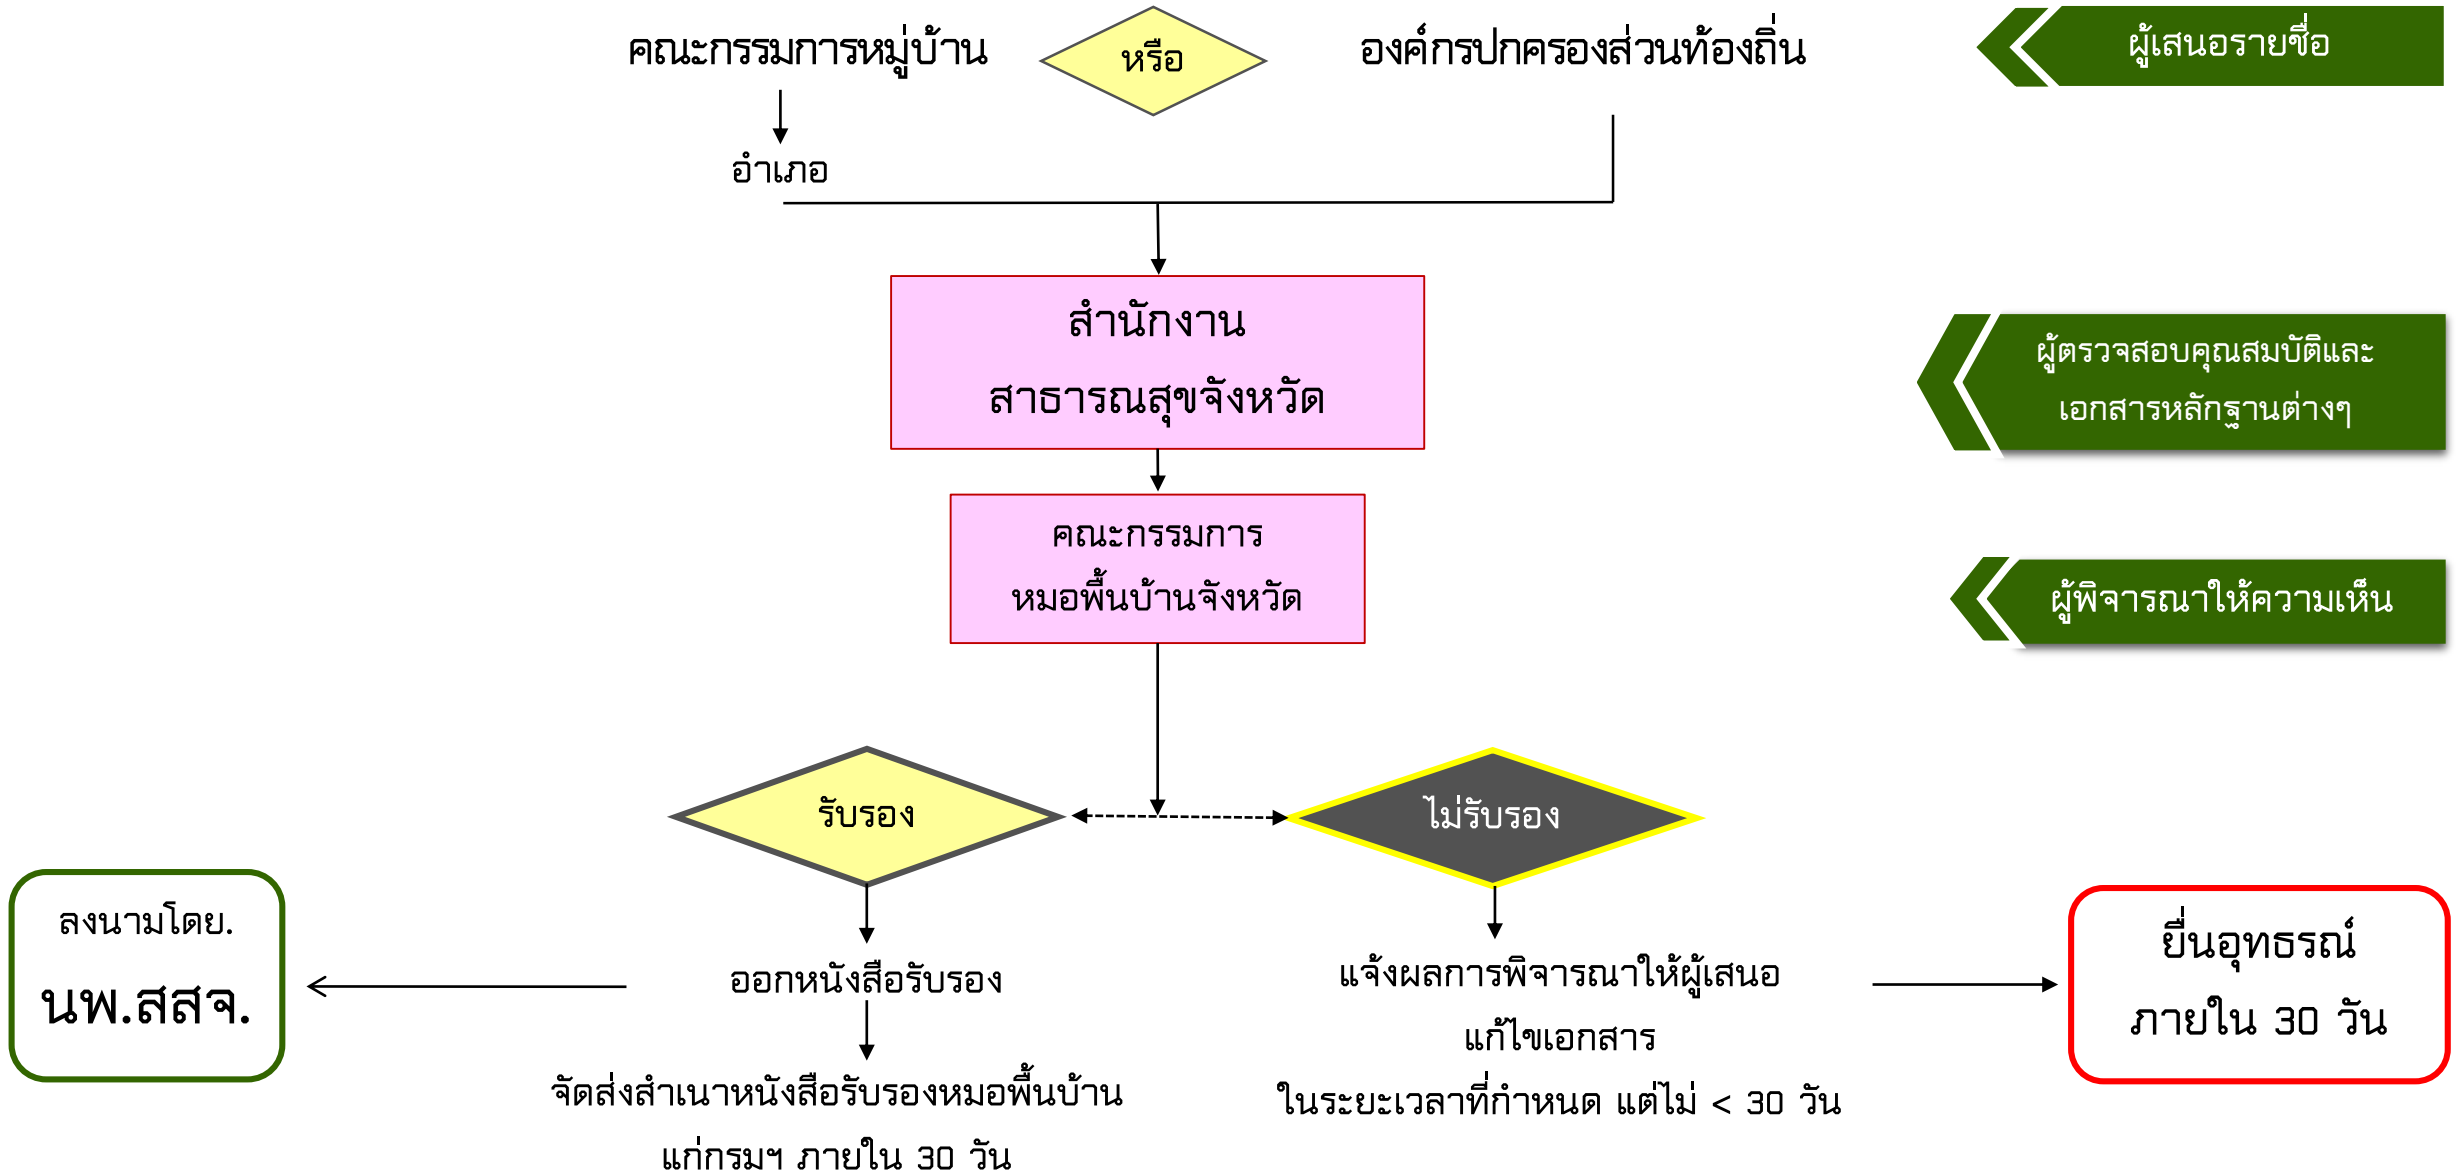 คณะกรรมการหมู่บ้าน
หรือ
องค์กรปกครองส่วนท้องถิ่น
ผู้เสนอรายชื่อ
อำเภอ
สำนักงาน
สาธารณสุขจังหวัด
ผู้ตรวจสอบคุณสมบัติและ
เอกสารหลักฐานต่างๆ
คณะกรรมการ
หมอพื้นบ้านจังหวัด
ผู้พิจารณาให้ความเห็น
รับรอง
ไม่รับรอง
ลงนามโดย.
นพ.สสจ.
ออกหนังสือรับรอง
จัดส่งสำเนาหนังสือรับรองหมอพื้นบ้าน
แก่กรมฯ ภายใน 30 วัน
แจ้งผลการพิจารณาให้ผู้เสนอ
แก้ไขเอกสาร
ในระยะเวลาที่กำหนด แต่ไม่ < 30 วัน
ยื่นอุทธรณ์
ภายใน 30 วัน